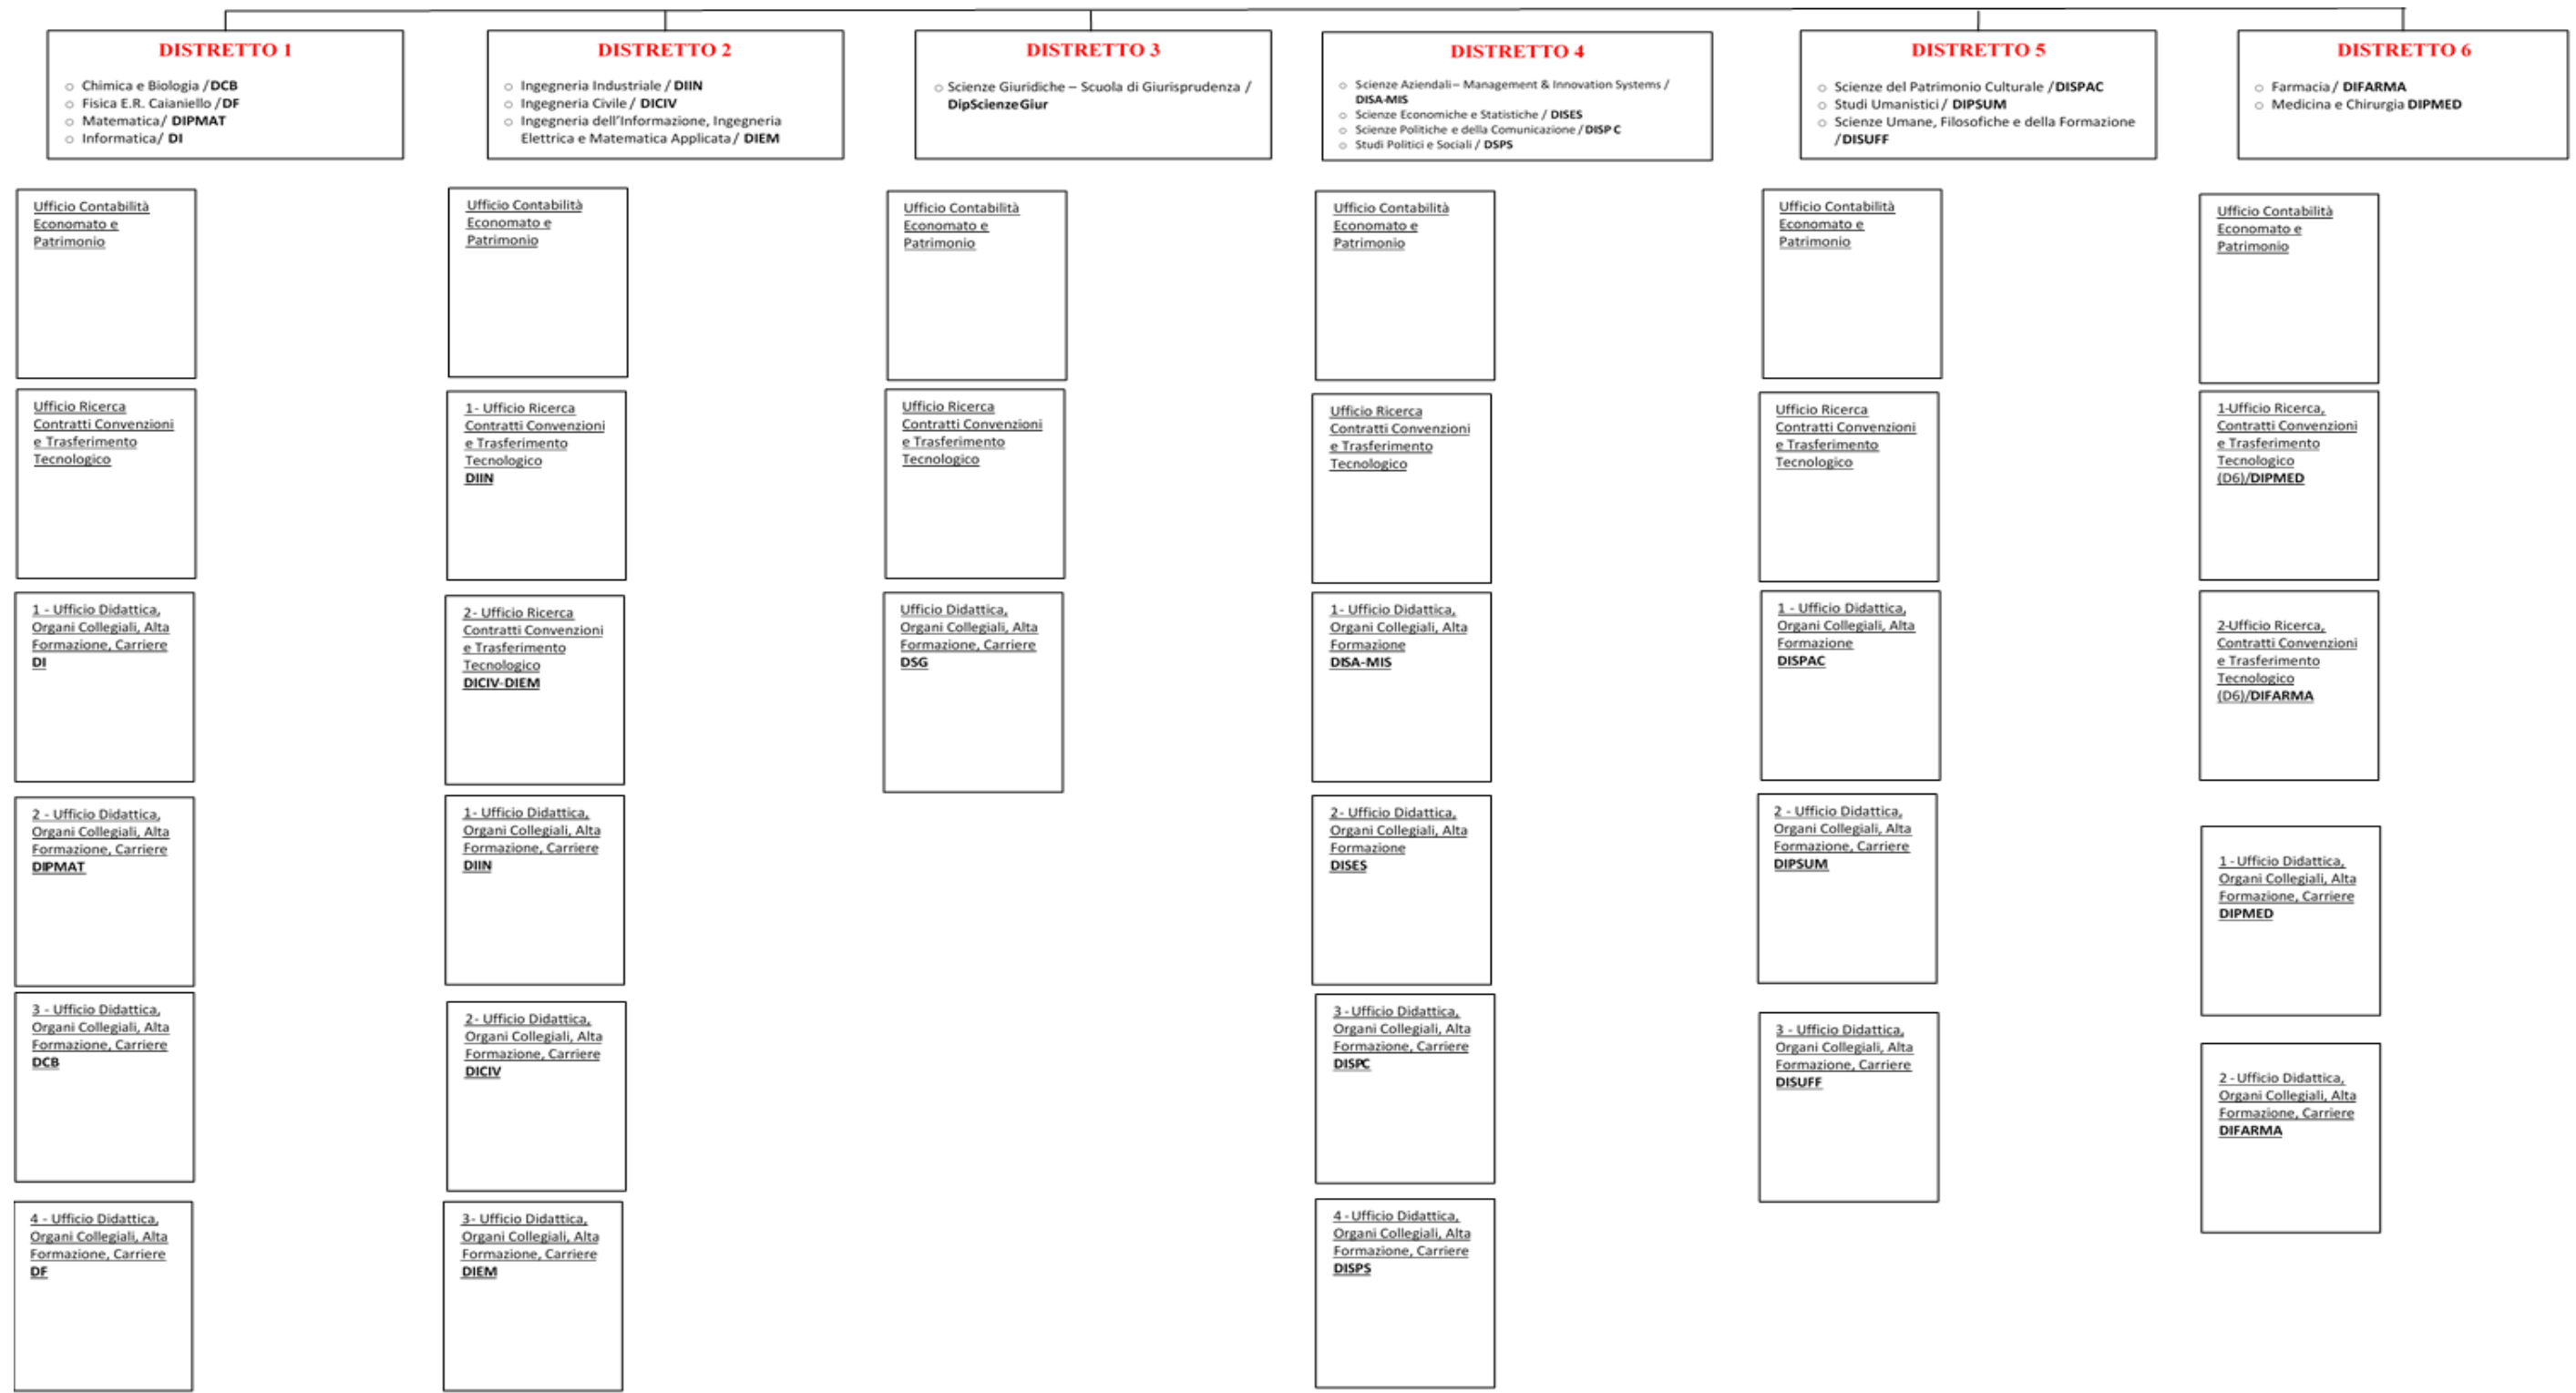 DISTRETTO 1
○ Chimica e Biologia /DCB
○ Fisica E.R. Caianiello /DF
○ Matematica/ DIPMAT
○ Informatica/ DI
DISTRETTO 2
○ Ingegneria Industriale / DIIN
○ Ingegneria Civile / DICIV
○ Ingegneria dell'Informazione, Ingegneria
Elettrica e Matematica Applicata/ DIEM
DISTRETTO 3
○ Scienze Giuridiche – Scuola di Giurisprudenza /
DipScienzeGiur
DISTRETTO 4
○ Scienze Aziendali– Management & Innovation Systems /
DISA-MIS
○ Scienze Economiche e Statistiche / DISES
○ Scienze Politiche e della Comunicazione / DISP C
○ Studi Politici e Sociali / DSPS
DISTRETTO 5
○ Scienze del Patrimonio Culturale /DISPAC
○ Studi Umanistici / DIPSUM
○ Scienze Umane, Filosofiche e della Formazione
/DISUFF
DISTRETTO 6
○ Farmacia / DIFARMA
○ Medicina e Chirurgia DIPMED
Ufficio Contabilità
Economato e
Patrimonio
Ufficio Ricerca
Contratti Convenzioni
e Trasferimento
Tecnologico
1 - Ufficio Didattica,
Organi Collegiali, Alta
Formazione, Carriere
DI
2 - Ufficio Didattica,
Organi Collegiali, Alta
Formazione, Carriere
DIPMAT
3 - Ufficio Didattica,
Organi Collegiali, Alta
Formazione, Carriere
DCB
4 - Ufficio Didattica,
Organi Collegiali, Alta
Formazione, Carriere
DF
Ufficio Contabilità
Economato e
Patrimonio
1- Ufficio Ricerca
Contratti Convenzioni
e Trasferimento
Tecnologico
DIIN
2- Ufficio Ricerca
Contratti Convenzioni
e Trasferimento
Tecnologico
DICIV-DIEM
1- Ufficio Didattica,
Organi Collegiali, Alta
Formazione, Carriere
DIIN
2- Ufficio Didattica,
Organi Collegiali, Alta
Formazione, Carriere
DICIV
3- Ufficio Didattica,
Organi Collegiali, Alta
Formazione, Carriere
DIEM
Ufficio Contabilità
Economato e
Patrimonio
Ufficio Ricerca
Contratti Convenzioni
e Trasferimento
Tecnologico
Ufficio Didattica,
Organi Collegiali, Alta
Formazione, Carriere
DSG
Ufficio Contabilità
Economato e
Patrimonio
Ufficio Ricerca
Contratti Convenzioni
e Trasferimento
Tecnologico
1- Ufficio Didattica,
Organi Collegiali, Alta
Formazione
DISA-MIS
2- Ufficio Didattica,
Organi Collegiali, Alta
Formazione
DISES
3 - Ufficio Didattica,
Organi Collegiali, Alta
Formazione, Carriere
DISPC
4 - Ufficio Didattica,
Organi Collegiali, Alta
Formazione, Carriere
DISPS
Ufficio Contabilità
Economato e
Patrimonio
Ufficio Ricerca
Contratti Convenzioni
e Trasferimento
Tecnologico
1 - Ufficio Didattica,
Organi Collegiali, Alta
Formazione
DISPAC
2 - Ufficio Didattica,
Organi Collegiali, Alta
Formazione, Carriere
DIPSUM
3 - Ufficio Didattica,
Organi Collegiali, Alta
Formazione, Carriere
DISUFF
Ufficio Contabilità
Economato e
Patrimonio
1-Ufficio Ricerca,
Contratti Convenzioni
e Trasferimento
Tecnologico
(D6)/DIPMED
2-Ufficio Ricerca,
Contratti Convenzioni
e Trasferimento
Tecnologico
(D6)/DIFARMA
1 - Ufficio Didattica,
Organi Collegiali, Alta
Formazione, Carriere
DIPMED
2 - Ufficio Didattica,
Organi Collegiali, Alta
Formazione, Carriere
DIFARMA